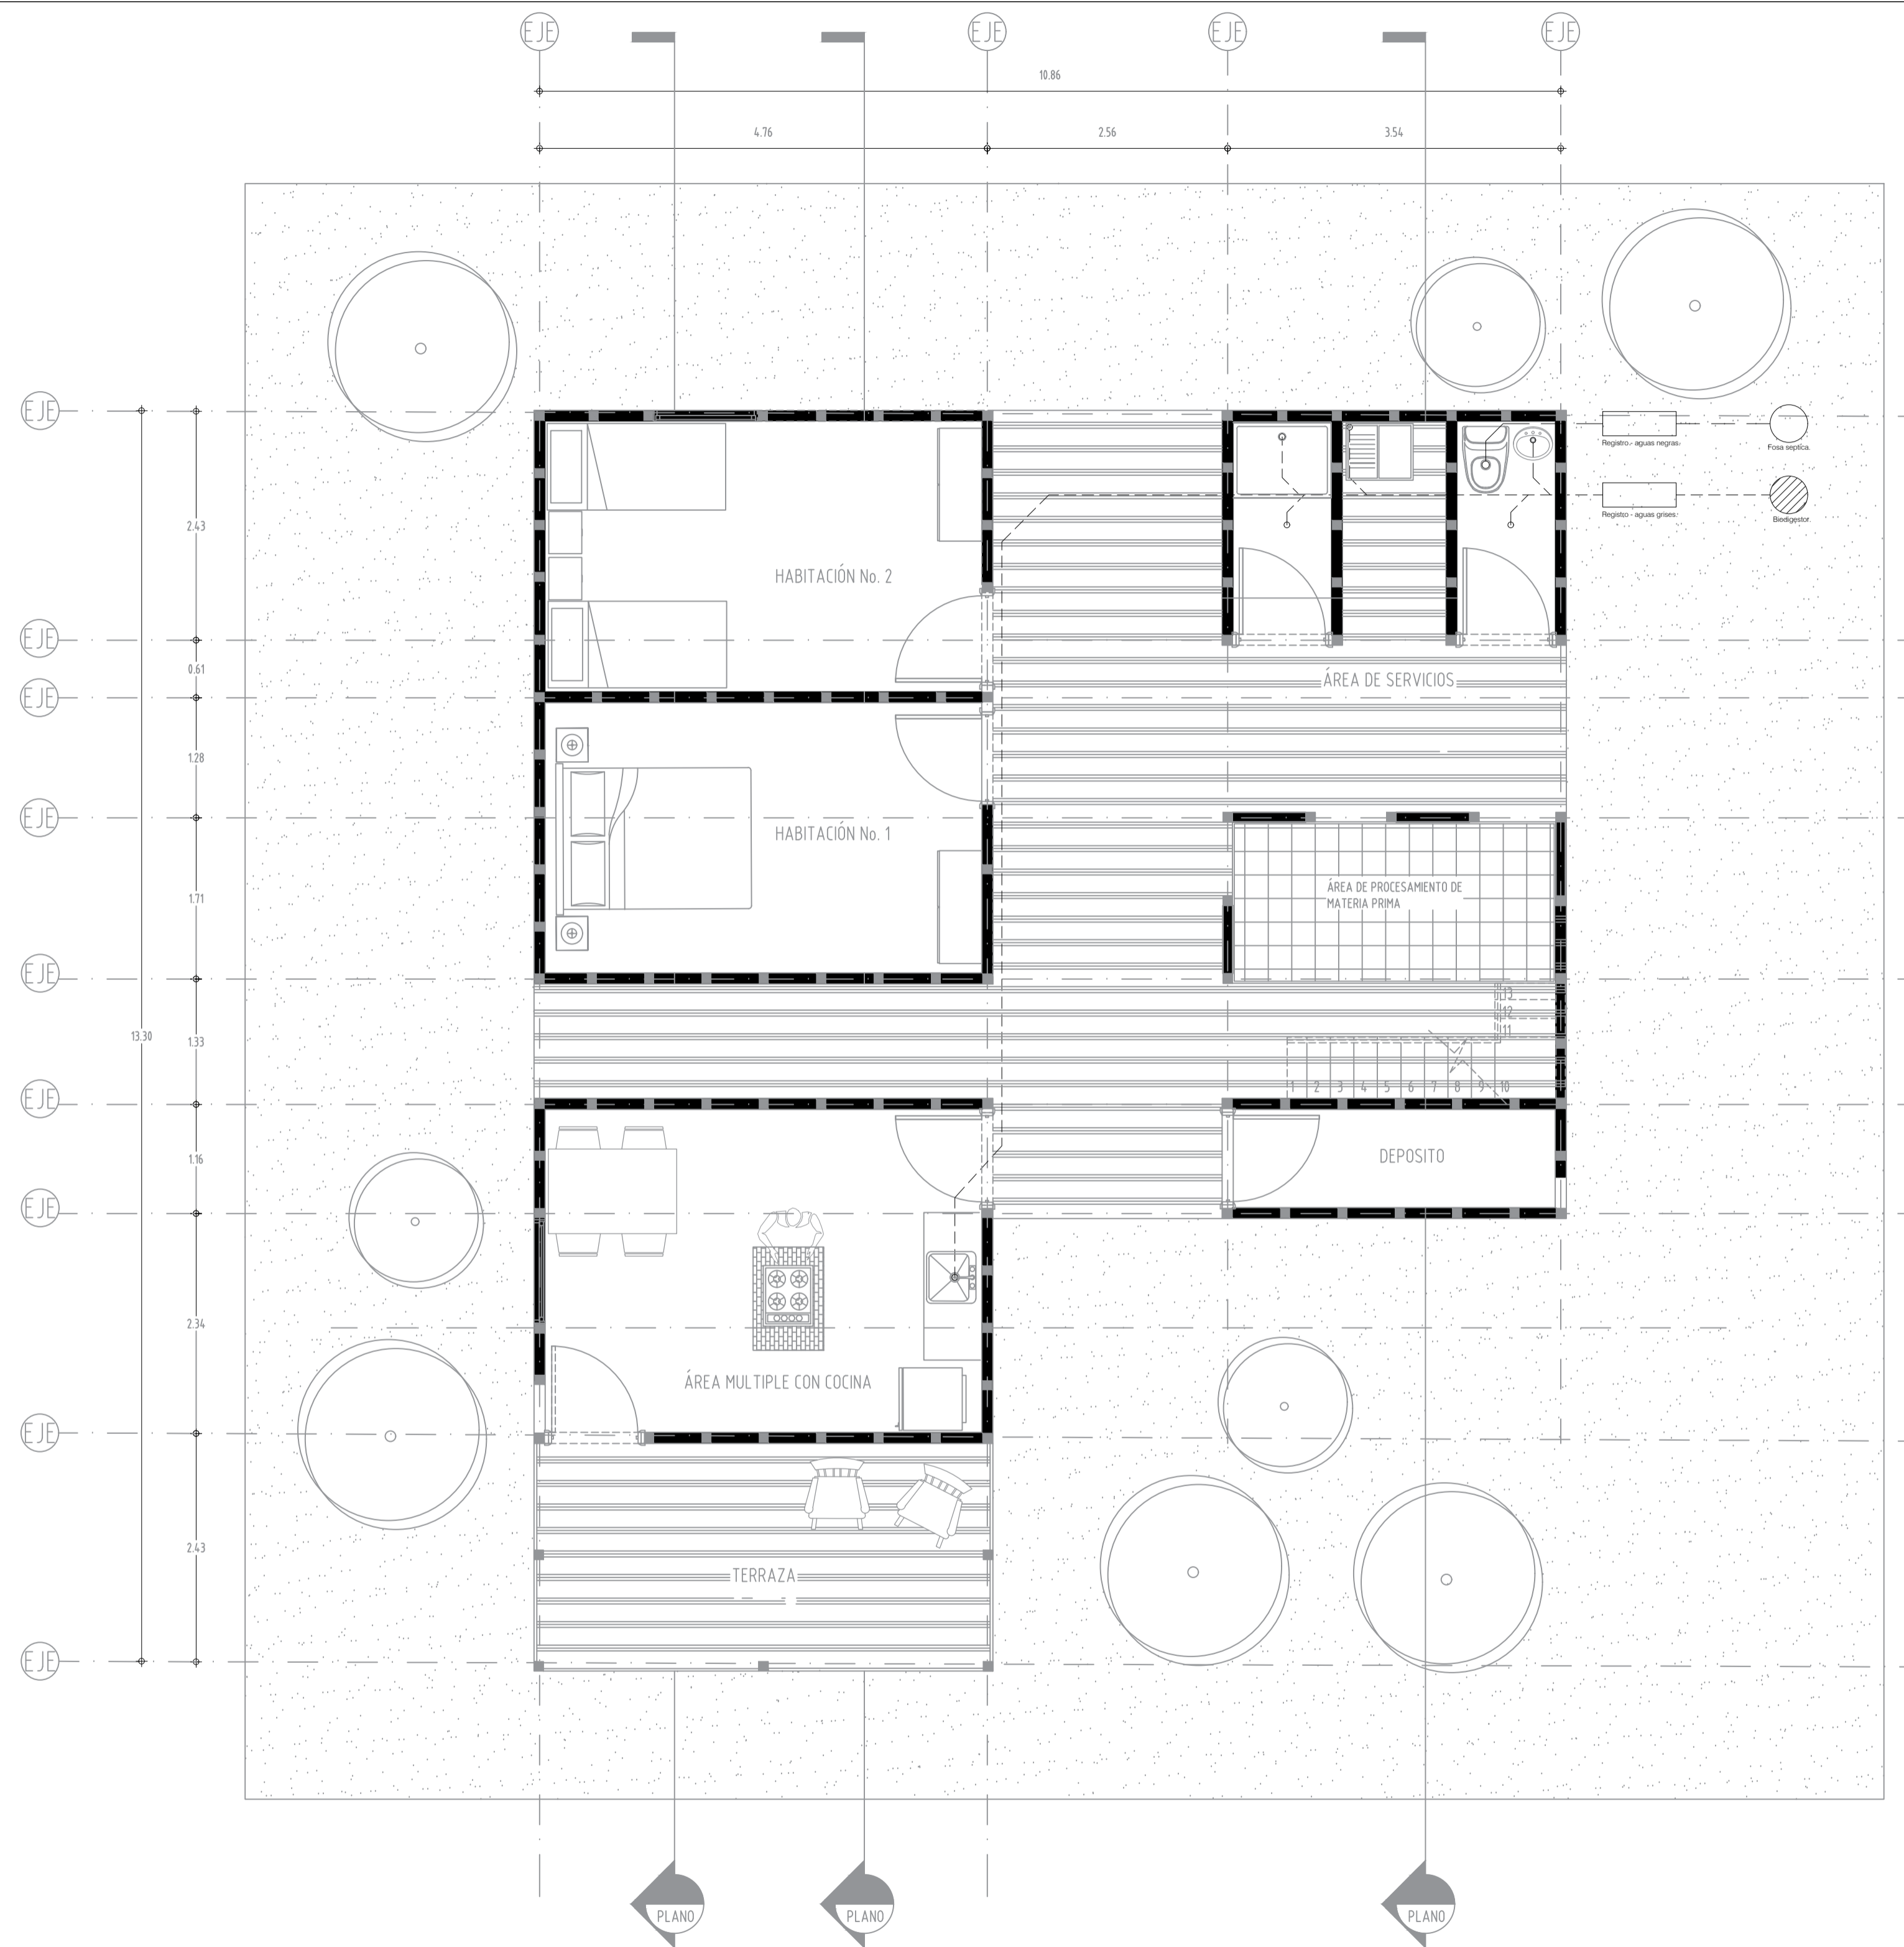 EJE EJE EJE EJE
10.86
4.76 2.56 3.54
EJE
Registro - aguas negras.
Fosa septica.
Registro - aguas grises.
Biodigestor.
2.43
HABITACIÓN No. 2
EJE
0.61
ÁREA DE SERVICIOS
EJE
1.28
EJE
HABITACIÓN No. 1
1.71
ÁREA DE PROCESAMIENTO DE
MATERIA PRIMA
EJE
13
12
11
13.30
1.33
1 2 3 4 5 6 7 8 9 10
EJE
1.16
DEPOSITO
EJE
2.34
ÁREA MULTIPLE CON COCINA
EJE
2.43
TERRAZA
EJE
PLANO PLANO PLANO